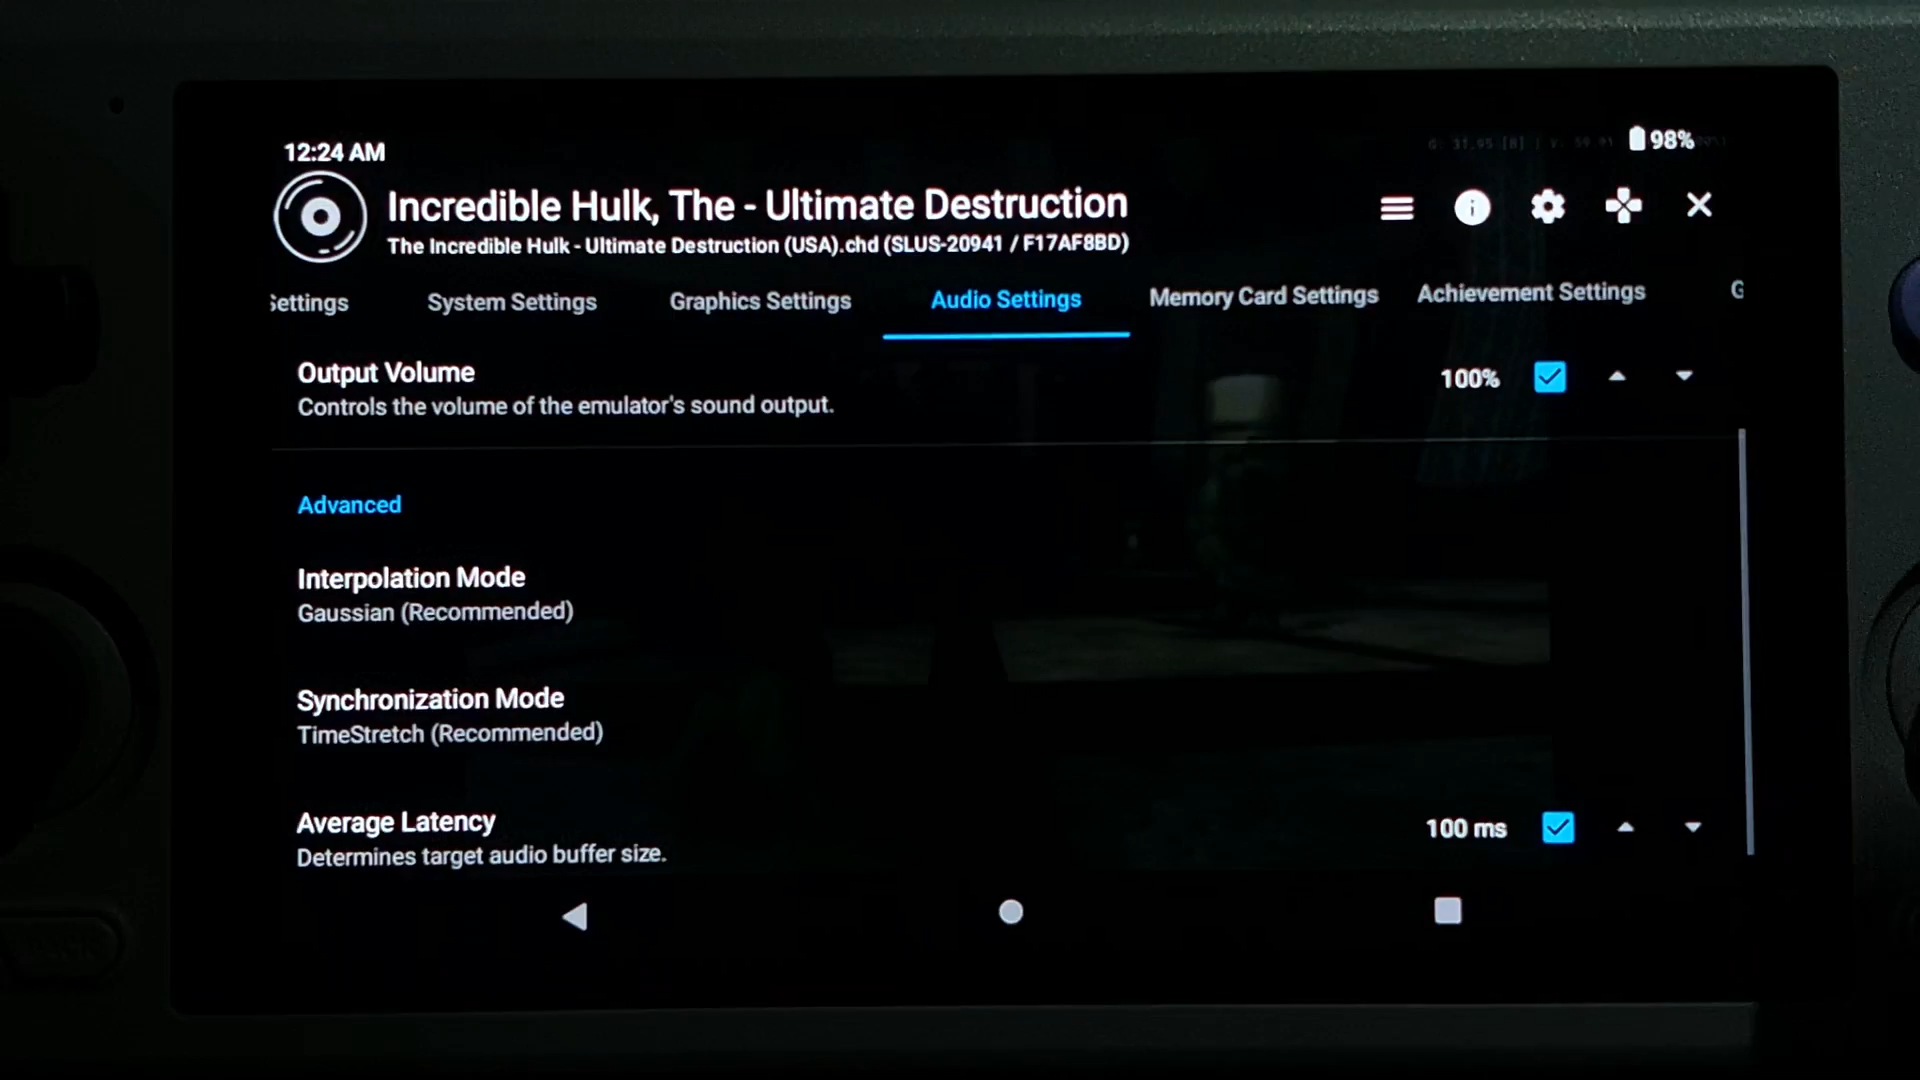 12:24 AM
98%
Incredible Hulk, The - Ultimate Destruction
The Incredible Hulk - Ultimate Destruction (USA).chd (SLUS-20941 / F17AF8BD)
Settings
System Settings
Graphics Settings
Audio Settings
Memory Card Settings
Achievement Settings
G
Output Volume
100%
Controls the volume of the emulator's sound output.
Advanced
Interpolation Mode
Gaussian (Recommended)
Synchronization Mode
TimeStretch (Recommended)
Average Latency
100 ms
Determines target audio buffer size.